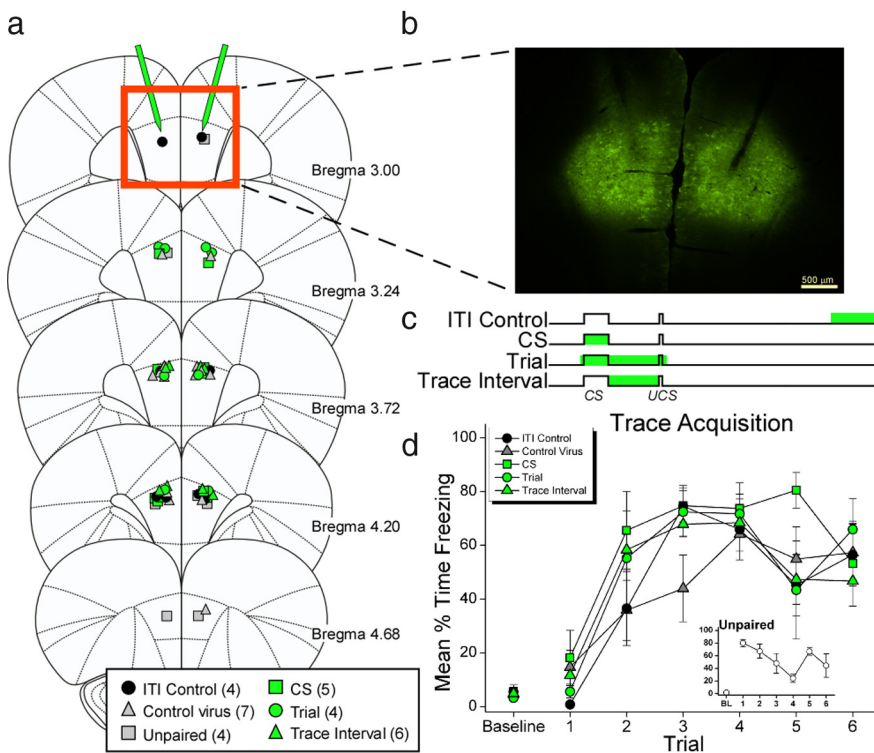 a
Bregma 3.00
Bregma 3.24
Bregma 3.72
Bregma 4.20
Bregma 4.68
ITI Control (4)
Control virus (7)
Unpaired (4)
CS (5)
Trial (4)
Trace Interval (6)
b
500 µm
c
ITI Control
CS
Trial
Trace Interval
CS
UCS
d
Trace Acquisition
ITI Control
Control Virus
CS
Trial
Trace Interval
Mean % Time Freezing
100
80
60
40
20
0
Baseline 1 2 3 4 5 6
Trial
Unpaired
100
80
60
40
20
0
BL 1 2 3 4 5 6